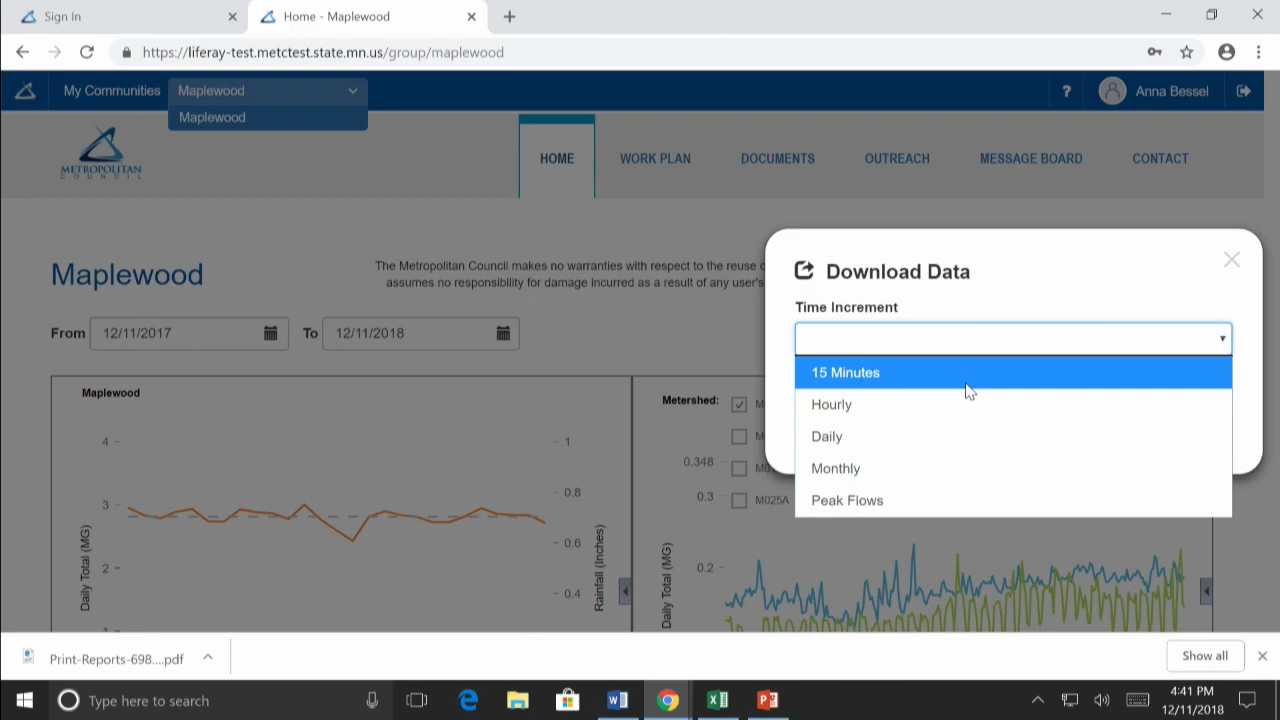 Sign In
Home - Maplewood
https://liferay-test.metctest.state.mn.us/group/maplewood
My Communities
Maplewood
? Anna Bessel
Maplewood
METROPOLITAN
COUNCIL
HOME
WORK PLAN
DOCUMENTS
OUTREACH
MESSAGE BOARD
CONTACT
Maplewood
The Metropolitan Council makes no warranties with respect to the reuse
assumes no responsibility for damage incurred as a result of any user's
From 12/11/2017 To 12/11/2018
Download Data
Time Increment
15 Minutes
Hourly
Daily
Monthly
Peak Flows
Maplewood
4
3
2
Daily Total (MG)
1
0.8
0.6
0.4
Rainfall (Inches)
Metershed:
M025A
0.348
0.3
0.2
Daily Total (MG)
Print-Reports-698....pdf
Show all
Type here to search
4:41 PM
12/11/2018